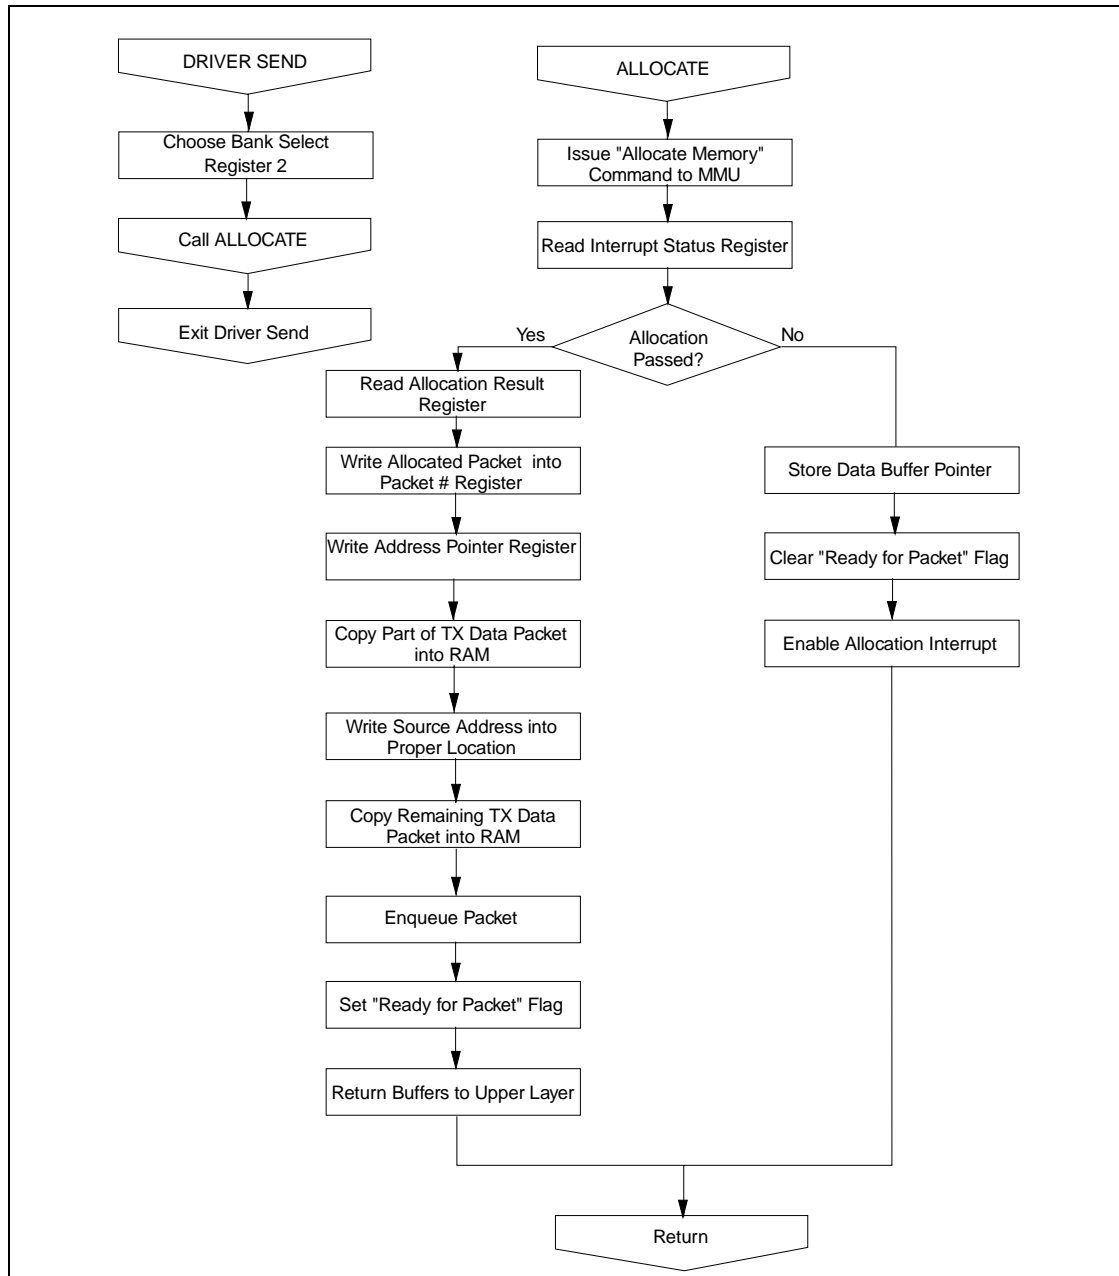 DRIVER SEND
Choose Bank Select
Register 2
Call ALLOCATE
Exit Driver Send
ALLOCATE
Issue "Allocate Memory"
Command to MMU
Read Interrupt Status Register
Allocation
Passed?
Yes
No
Read Allocation Result
Register
Write Allocated Packet into
Packet # Register
Write Address Pointer Register
Copy Part of TX Data Packet
into RAM
Write Source Address into
Proper Location
Copy Remaining TX Data
Packet into RAM
Enqueue Packet
Set "Ready for Packet" Flag
Return Buffers to Upper Layer
Store Data Buffer Pointer
Clear "Ready for Packet" Flag
Enable Allocation Interrupt
Return